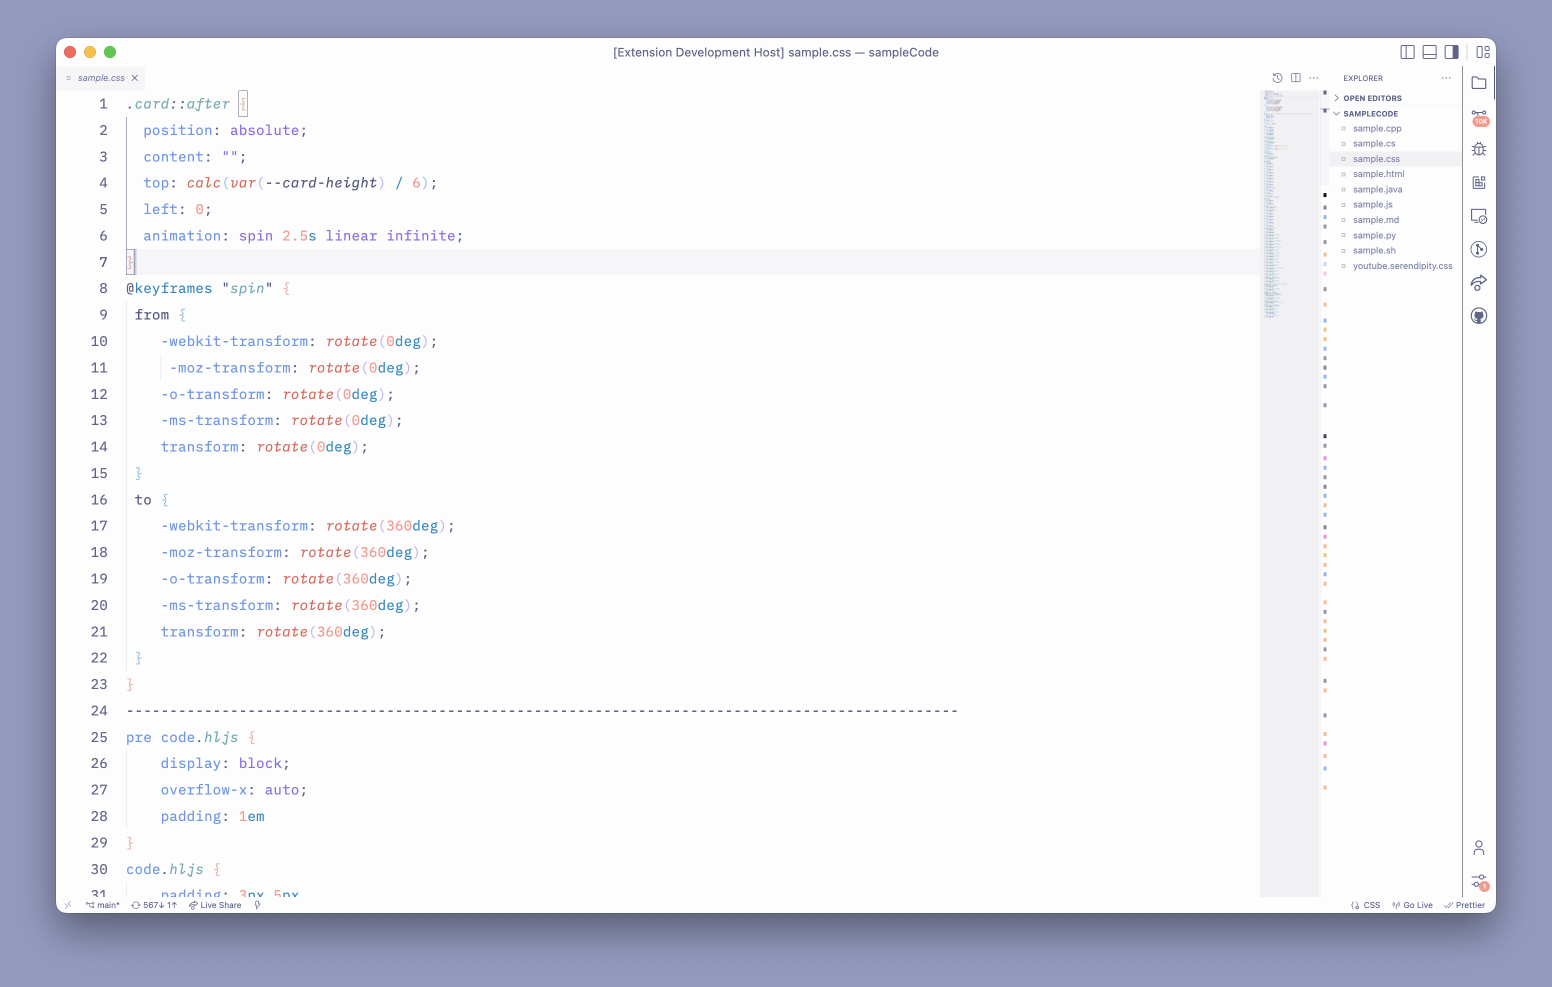 [Extension Development Host] sample.css — sampleCode
sample.css
1 .card::after {
2 position: absolute;
3 content: "";
4 top: calc(var(--card-height) / 6);
5 left: 0;
6 animation: spin 2.5s linear infinite;
7 }
8 @keyframes "spin" {
9 from {
10 -webkit-transform: rotate(0deg);
11 -moz-transform: rotate(0deg);
12 -o-transform: rotate(0deg);
13 -ms-transform: rotate(0deg);
14 transform: rotate(0deg);
15 }
16 to {
17 -webkit-transform: rotate(360deg);
18 -moz-transform: rotate(360deg);
19 -o-transform: rotate(360deg);
20 -ms-transform: rotate(360deg);
21 transform: rotate(360deg);
22 }
23 }
24 ------------------------------------------------------------------------------------------------
25 pre code.hljs {
26 display: block;
27 overflow-x: auto;
28 padding: 1em
29 }
30 code.hljs {
31 padding: 3px 5px
EXPLORER
OPEN EDITORS
SAMPLECODE
sample.cpp
sample.cs
sample.css
sample.html
sample.java
sample.js
sample.md
sample.py
sample.sh
youtube.serendipity.css
10K
1
main* 567↓ 1↑ Live Share
CSS Go Live Prettier